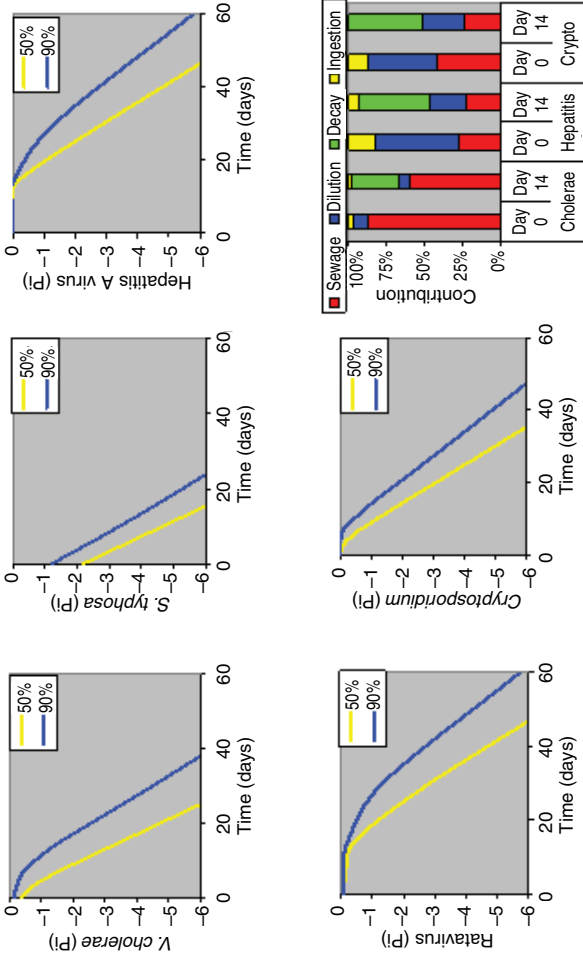 V. cholerae (Pi)
0
–1
–2
–3
–4
–5
–6
50%
90%
0 20 40 60
Time (days)
S. typhosa (Pi)
0
–1
–2
–3
–4
–5
–6
50%
90%
0 20 40 60
Time (days)
Hepatitis A virus (Pi)
0
–1
–2
–3
–4
–5
–6
50%
90%
0 20 40 60
Time (days)
Ratavirus (Pi)
0
–1
–2
–3
–4
–5
–6
50%
90%
0 20 40 60
Time (days)
Cryptosporidium (Pi)
0
–1
–2
–3
–4
–5
–6
50%
90%
0 20 40 60
Time (days)
Sewage Dilution Decay Ingestion
Contribution
100%
75%
50%
25%
0%
Day Day Day Day Day Day
0 14 0 14 0 14
Cholerae Hepatitis Crypto